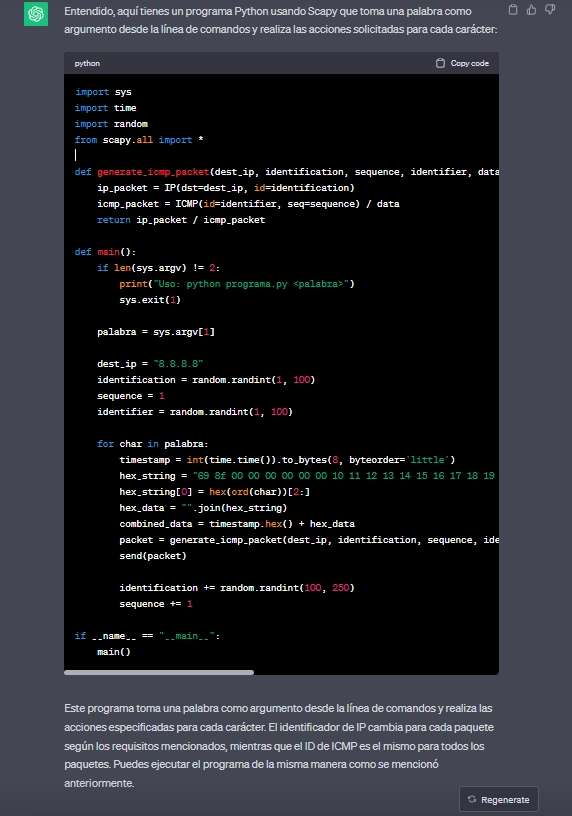 Entendido, aquí tienes un programa Python usando Scapy que toma una palabra como
argumento desde la línea de comandos y realiza las acciones solicitadas para cada carácter:
python
Copy code
import sys
import time
import random
from scapy.all import *
def generate_icmp_packet(dest_ip, identification, sequence, identifier, data
    ip_packet = IP(dst=dest_ip, id=identification)
    icmp_packet = ICMP(id=identifier, seq=sequence) / data
    return ip_packet / icmp_packet
def main():
    if len(sys.argv) != 2:
        print("Uso: python programa.py <palabra>")
        sys.exit(1)
    palabra = sys.argv[1]
    dest_ip = "8.8.8.8"
    identification = random.randint(1, 100)
    sequence = 1
    identifier = random.randint(1, 100)
    for char in palabra:
        timestamp = int(time.time()).to_bytes(8, byteorder='little')
        hex_string = "69 8f 00 00 00 00 00 00 10 11 12 13 14 15 16 17 18 19
        hex_string[0] = hex(ord(char))[2:]
        hex_data = "".join(hex_string)
        combined_data = timestamp.hex() + hex_data
        packet = generate_icmp_packet(dest_ip, identification, sequence, ide
        send(packet)
        identification += random.randint(100, 250)
        sequence += 1
if __name__ == "__main__":
    main()
Este programa toma una palabra como argumento desde la línea de comandos y realiza las
acciones especificadas para cada carácter. El identificador de IP cambia para cada paquete
según los requisitos mencionados, mientras que el ID de ICMP es el mismo para todos los
paquetes. Puedes ejecutar el programa de la misma manera como se mencionó
anteriormente.
Regenerate